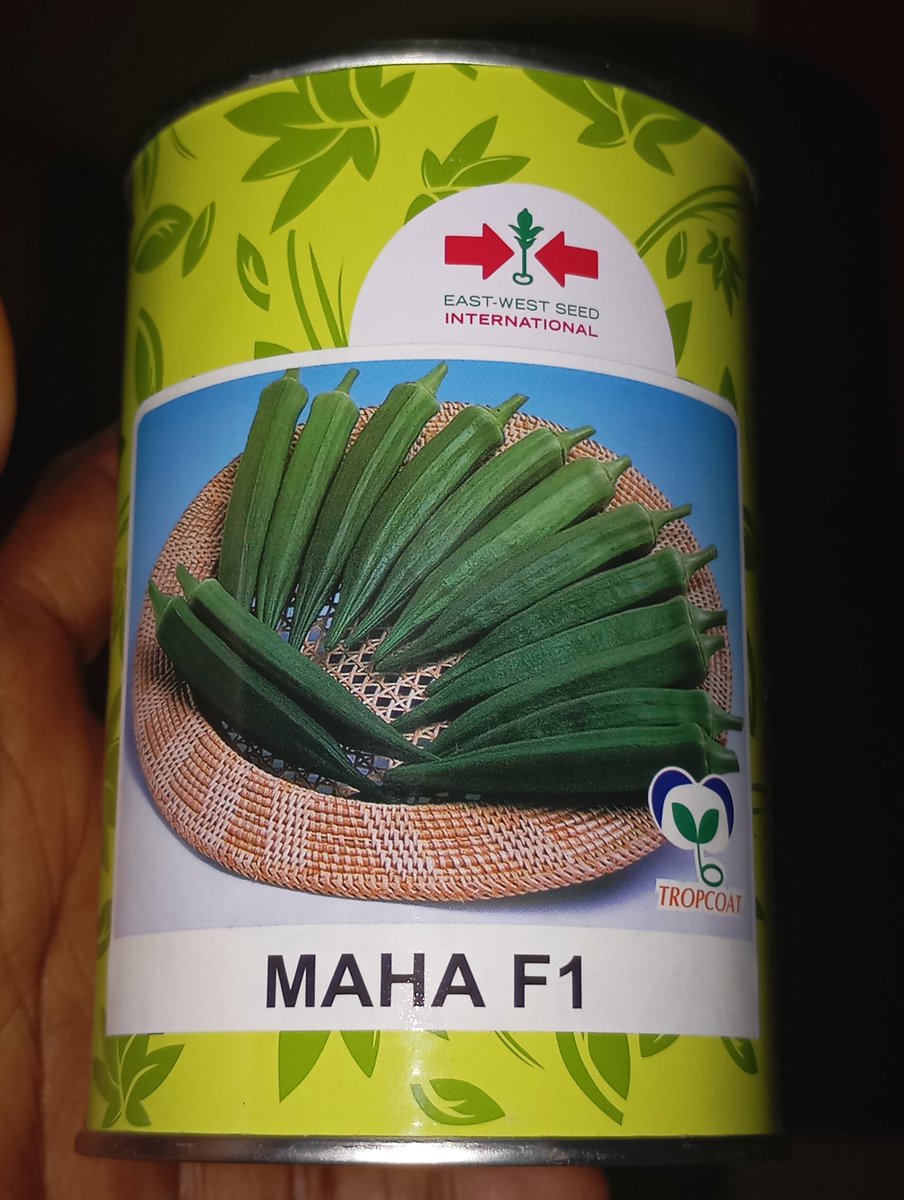 EAST-WEST SEED
INTERNATIONAL
TROPCOAT
MAHA F1